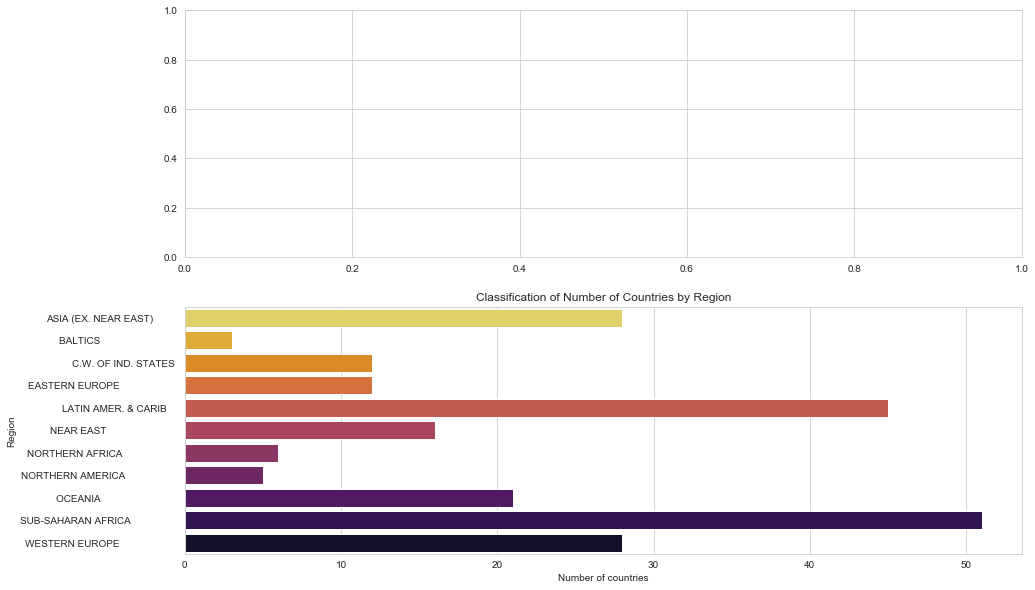 1.0
0.8
0.6
0.4
0.2
0.0
0.0 0.2 0.4 0.6 0.8 1.0
Classification of Number of Countries by Region
ASIA (EX. NEAR EAST)
BALTICS
C.W. OF IND. STATES
EASTERN EUROPE
LATIN AMER. & CARIB
NEAR EAST
NORTHERN AFRICA
NORTHERN AMERICA
OCEANIA
SUB-SAHARAN AFRICA
WESTERN EUROPE
Region
0 10 20 30 40 50
Number of countries